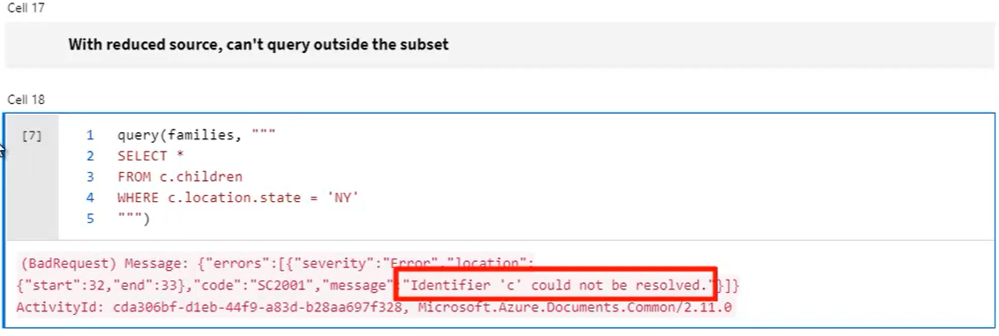 Cell 17
With reduced source, can't query outside the subset
Cell 18
[7]
1 query(families, """
2 SELECT *
3 FROM c.children
4 WHERE c.location.state = 'NY'
5 """)
(BadRequest) Message: {"errors":[{"severity":"Error","location":
{"start":32,"end":33},"code":"SC2001","message":"Identifier 'c' could not be resolved."}]}
ActivityId: cda306bf-d1eb-44f9-a83d-b28aa697f328, Microsoft.Azure.Documents.Common/2.11.0